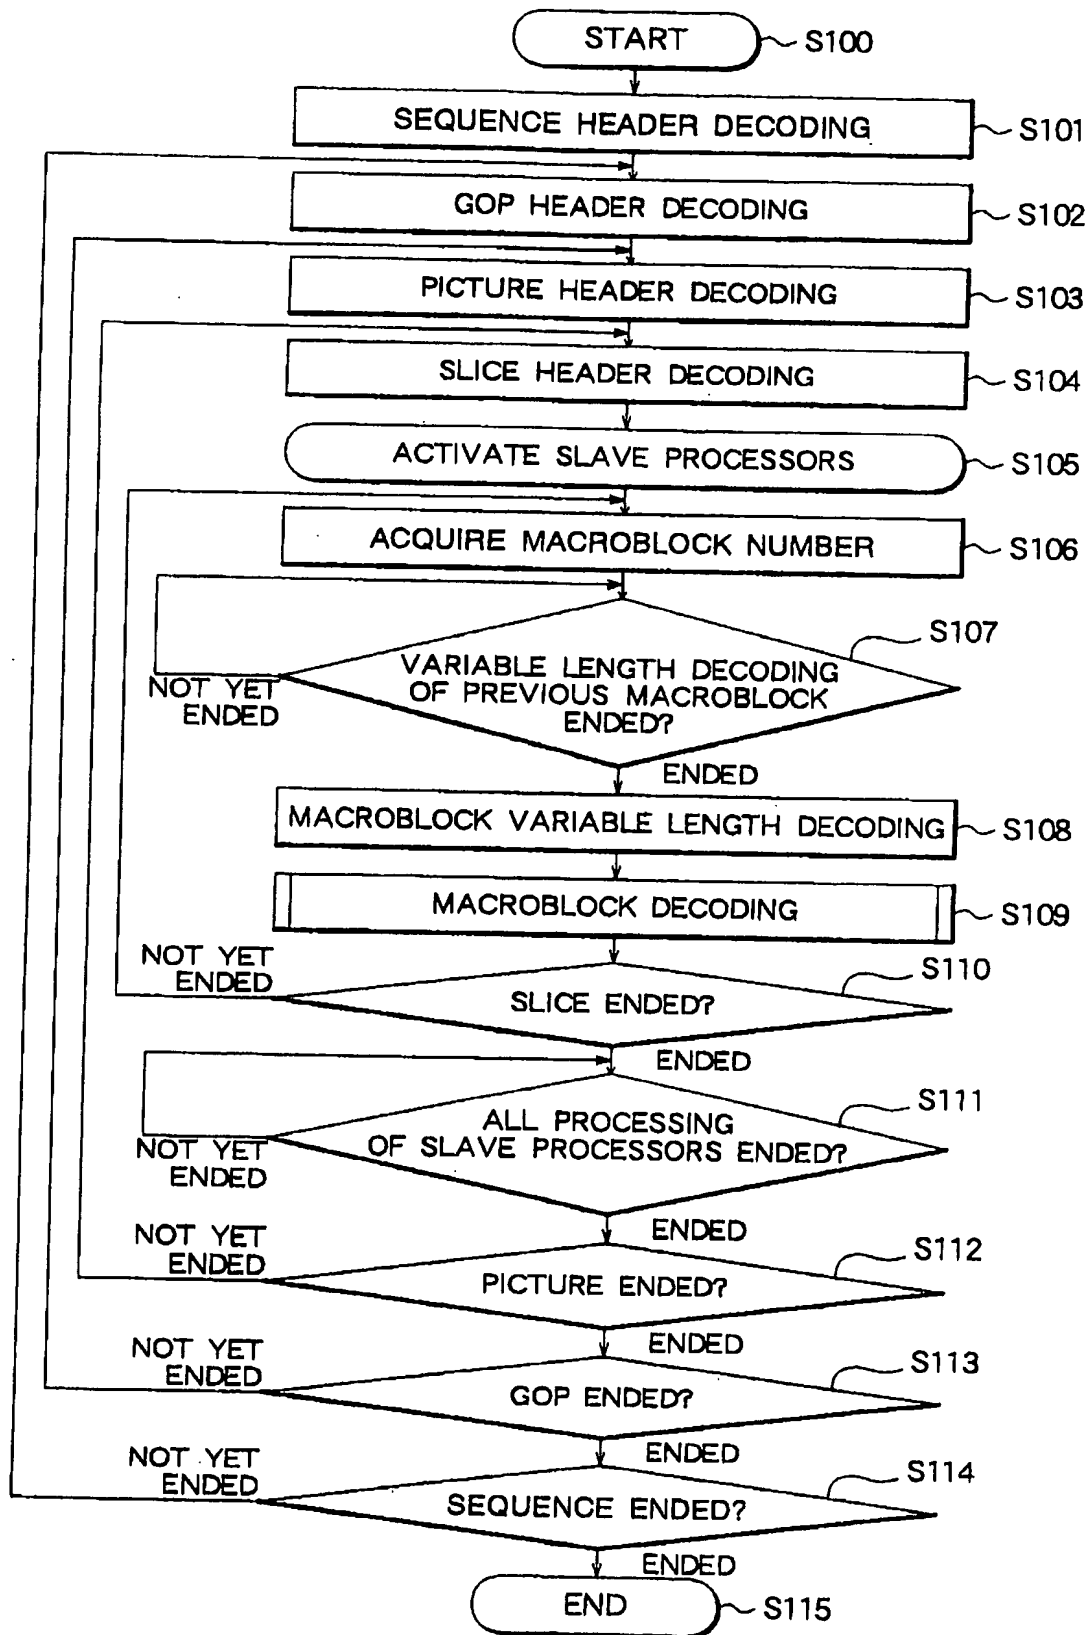 START
S100
SEQUENCE HEADER DECODING
S101
GOP HEADER DECODING
S102
PICTURE HEADER DECODING
S103
SLICE HEADER DECODING
S104
ACTIVATE SLAVE PROCESSORS
S105
ACQUIRE MACROBLOCK NUMBER
S106
S107
VARIABLE LENGTH DECODING
OF PREVIOUS MACROBLOCK
ENDED?
NOT YET
ENDED
ENDED
MACROBLOCK VARIABLE LENGTH DECODING
S108
MACROBLOCK DECODING
S109
NOT YET
ENDED
S110
SLICE ENDED?
ENDED
S111
ALL PROCESSING
OF SLAVE PROCESSORS ENDED?
NOT YET
ENDED
ENDED
NOT YET
ENDED
S112
PICTURE ENDED?
ENDED
NOT YET
ENDED
S113
GOP ENDED?
ENDED
NOT YET
ENDED
S114
SEQUENCE ENDED?
ENDED
END
S115